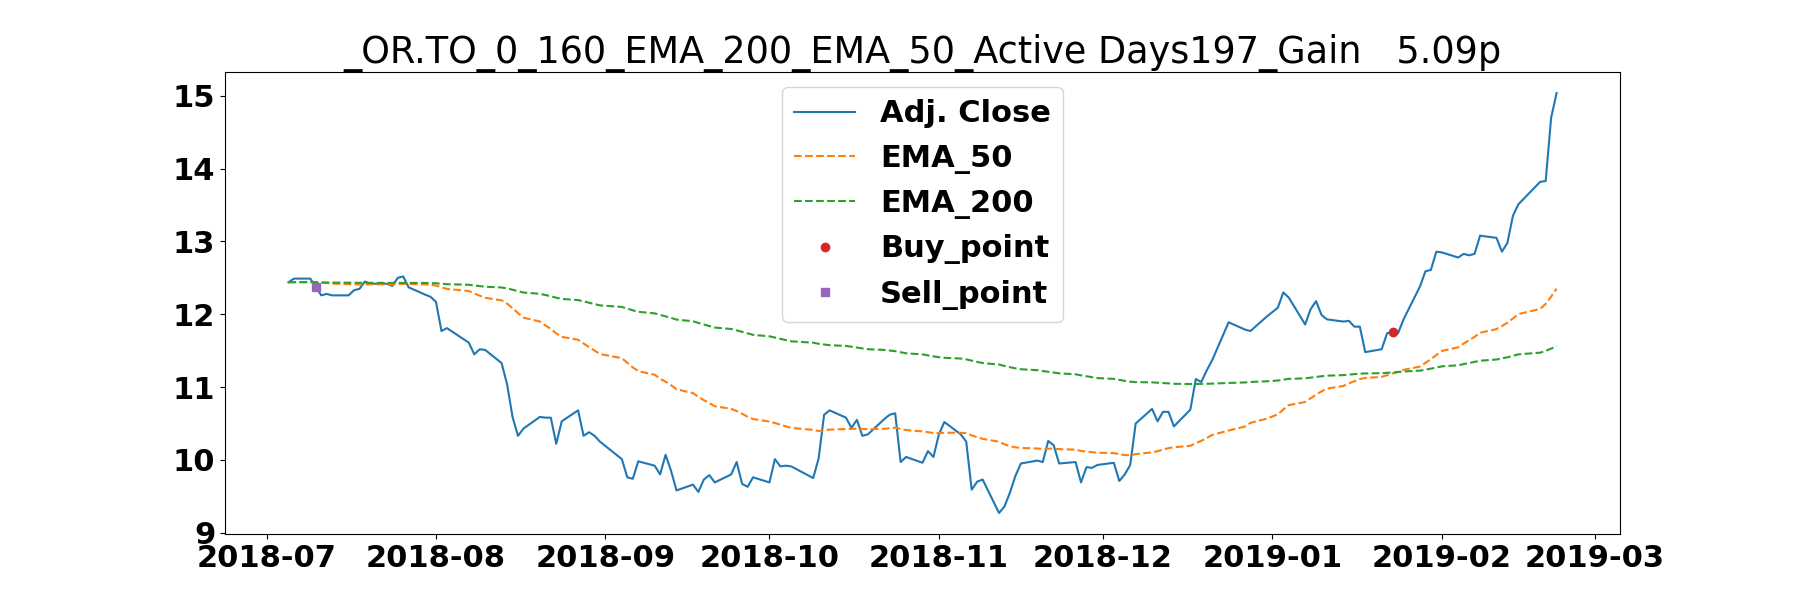 _OR.TO_0_160_EMA_200_EMA_50_Active Days197_Gain   5.09p
15
14
13
12
11
10
9
Adj. Close
EMA_50
EMA_200
Buy_point
Sell_point
2018-07 2018-08 2018-09 2018-10 2018-11 2018-12 2019-01 2019-02 2019-03